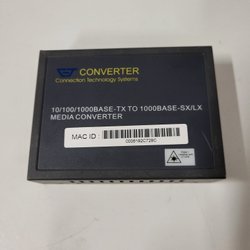 CONVERTER
Connection Technology Systems
10/100/1000BASE-TX TO 1000BASE-SX/LX
MEDIA CONVERTER
MAC ID :